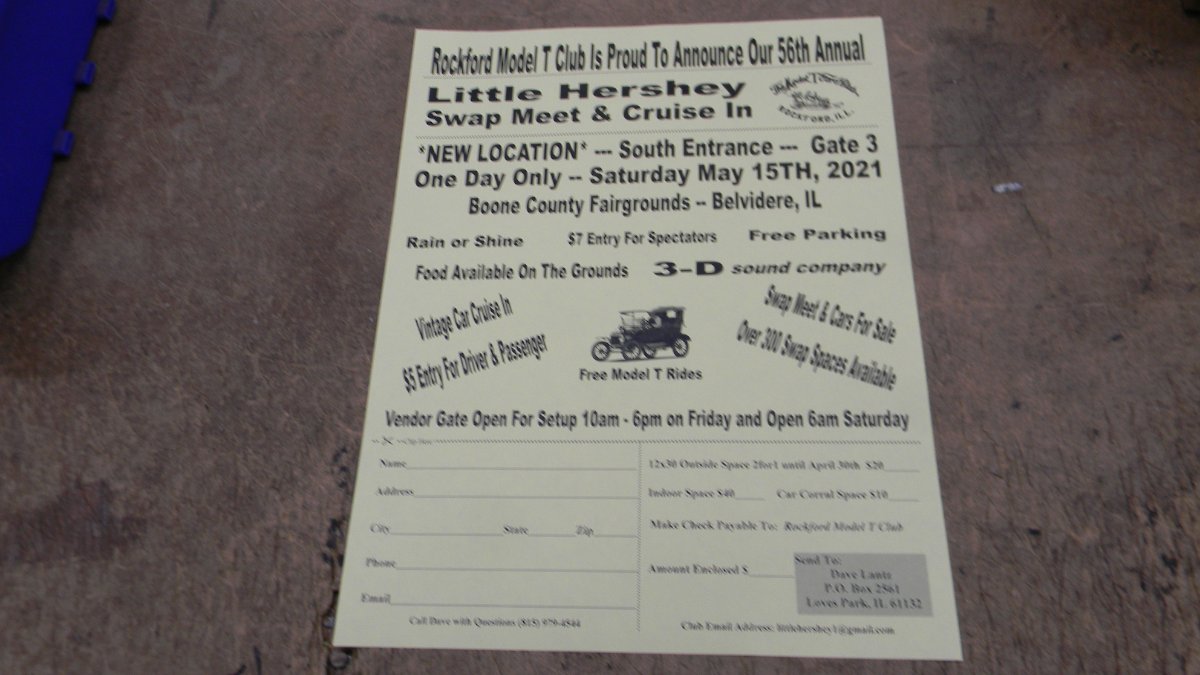 Rockford Model T Club Is Proud To Announce Our 56th Annual
Little Hershey
Swap Meet & Cruise In
ROCKFORD, ILL.
*NEW LOCATION* --- South Entrance --- Gate 3
One Day Only -- Saturday May 15TH, 2021
Boone County Fairgrounds -- Belvidere, IL
Rain or Shine $7 Entry For Spectators Free Parking
Food Available On The Grounds 3-D sound company
Vintage Car Cruise In
$5 Entry For Driver & Passenger
Free Model T Rides
Swap Meet & Cars For Sale
Over 300 Swap Spaces Available
Vendor Gate Open For Setup 10am - 6pm on Friday and Open 6am Saturday
Name
Address
City State Zip
Phone
Email
Call Dave with Questions (815) 979-4544
12x30 Outside Space 2for1 until April 30th $20
Indoor Space $40 Car Corral Space $10
Make Check Payable To: Rockford Model T Club
Amount Enclosed $
Send To:
Dave Lantz
P.O. Box 2561
Loves Park, IL 61132
Club Email Address: littlehershey1@gmail.com